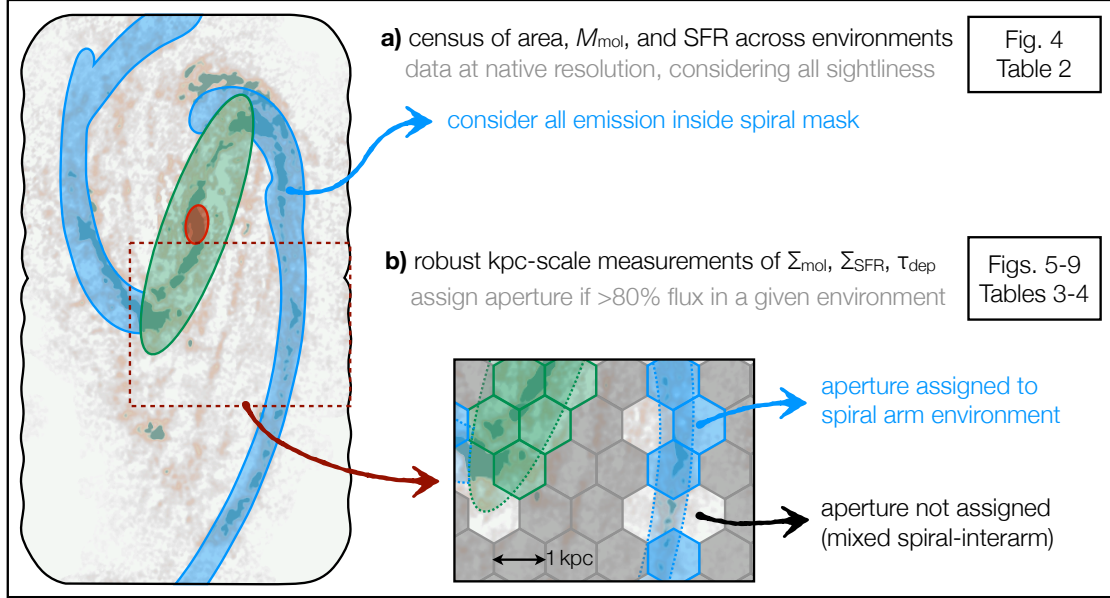 a) census of area, Mmol, and SFR across environments
data at native resolution, considering all sightliness
Fig. 4
Table 2
consider all emission inside spiral mask
b) robust kpc-scale measurements of Σmol, ΣSFR, τdep
assign aperture if >80% flux in a given environment
Figs. 5-9
Tables 3-4
aperture assigned to
spiral arm environment
aperture not assigned
(mixed spiral-interarm)
1 kpc